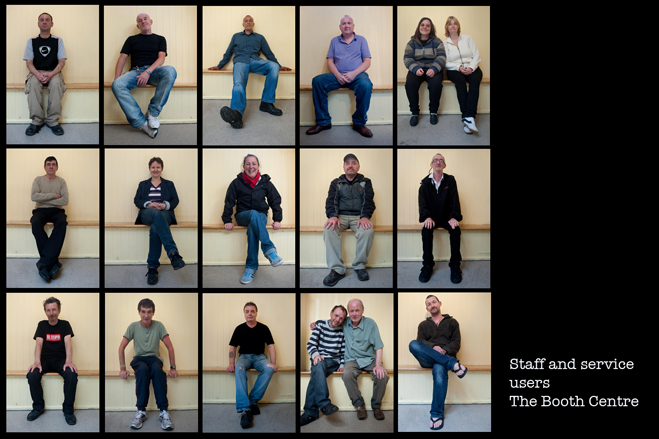 Staff and service
users
The Booth Centre